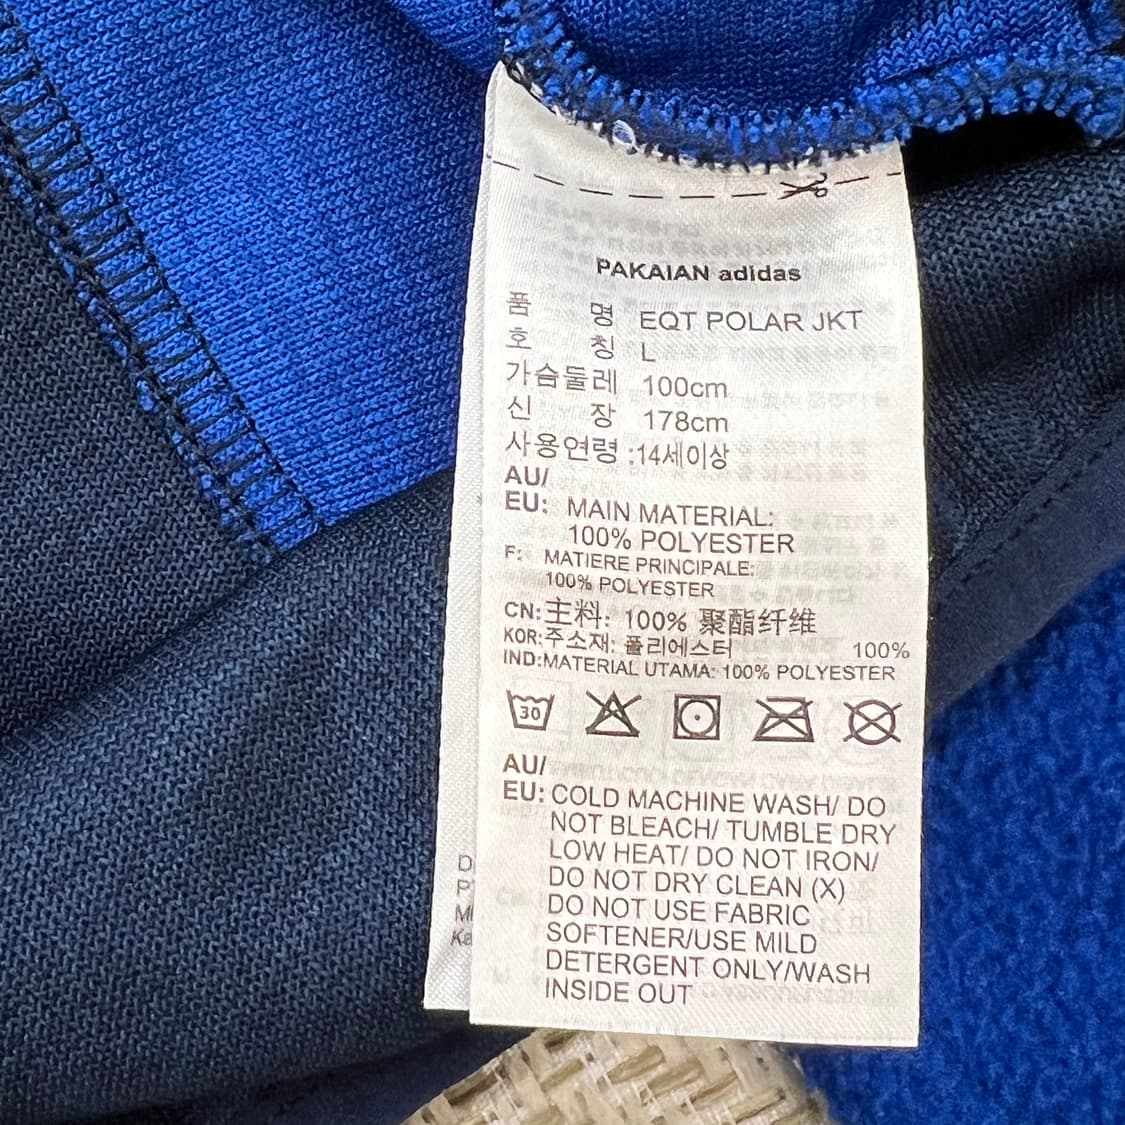 PAKAIAN adidas
품 명 EQT POLAR JKT
호 칭 L
가슴둘레 100cm
신 장 178cm
사용연령 :14세이상
AU/
EU: MAIN MATERIAL:
100% POLYESTER
F: MATIERE PRINCIPALE:
100% POLYESTER
CN: 主料: 100% 聚酯纤维
KOR:주소재: 폴리에스터 100%
IND:MATERIAL UTAMA: 100% POLYESTER
30
AU/
EU: COLD MACHINE WASH/ DO
NOT BLEACH/ TUMBLE DRY
LOW HEAT/ DO NOT IRON/
DO NOT DRY CLEAN (X)
DO NOT USE FABRIC
SOFTENER/USE MILD
DETERGENT ONLY/WASH
INSIDE OUT